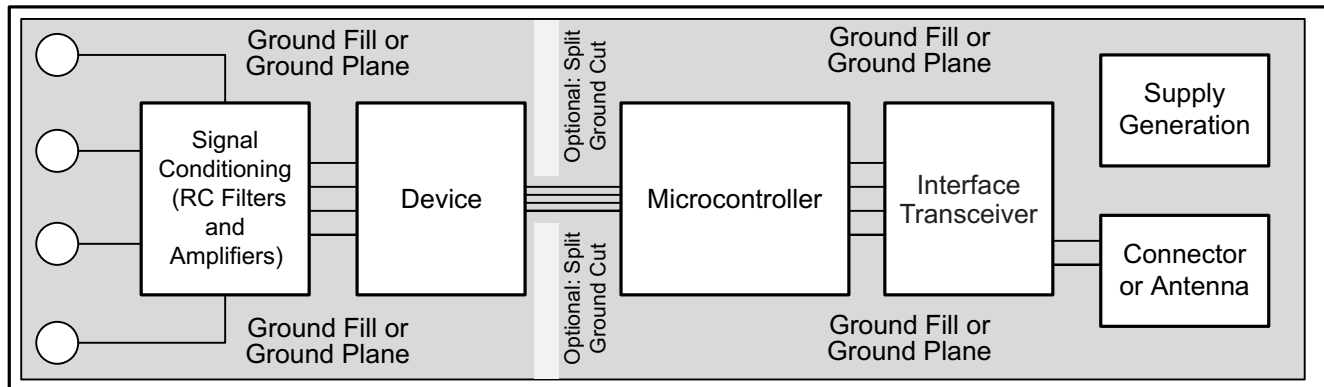 Ground Fill or
Ground Plane
Optional: Split
Ground Cut
Ground Fill or
Ground Plane
Supply
Generation
Signal
Conditioning
(RC Filters
and
Amplifiers)
Device
Microcontroller
Interface
Transceiver
Connector
or Antenna
Ground Fill or
Ground Plane
Optional: Split
Ground Cut
Ground Fill or
Ground Plane